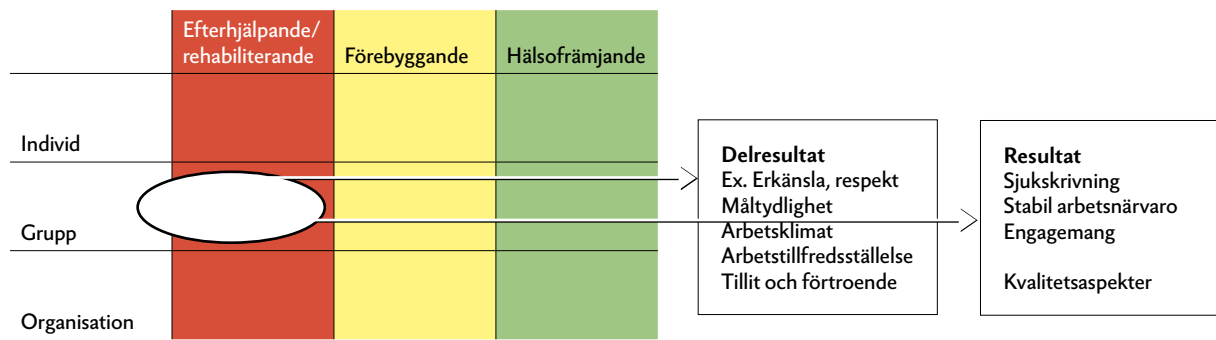 Efterhjälpande/
rehabiliterande
Förebyggande
Hälsofrämjande
Individ
Grupp
Organisation
Delresultat
Ex. Erkänsla, respekt
Måltydlighet
Arbetsklimat
Arbetstillfredsställelse
Tillit och förtroende
Resultat
Sjukskrivning
Stabil arbetsnärvaro
Engagemang
Kvalitetsaspekter